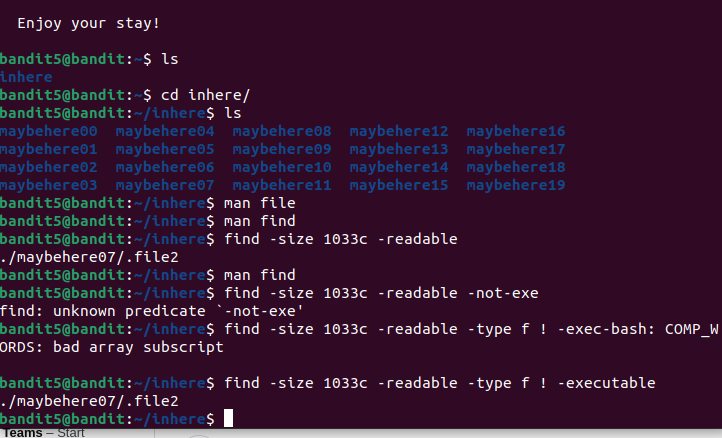 Enjoy your stay!
bandit5@bandit:~$ ls
inhere
bandit5@bandit:~$ cd inhere/
bandit5@bandit:~/inhere$ ls
maybehere00 maybehere04 maybehere08 maybehere12 maybehere16
maybehere01 maybehere05 maybehere09 maybehere13 maybehere17
maybehere02 maybehere06 maybehere10 maybehere14 maybehere18
maybehere03 maybehere07 maybehere11 maybehere15 maybehere19
bandit5@bandit:~/inhere$ man file
bandit5@bandit:~/inhere$ man find
bandit5@bandit:~/inhere$ find -size 1033c -readable
./maybehere07/.file2
bandit5@bandit:~/inhere$ man find
bandit5@bandit:~/inhere$ find -size 1033c -readable -not-exe
find: unknown predicate `-not-exe'
bandit5@bandit:~/inhere$ find -size 1033c -readable -type f ! -exec-bash: COMP_W
ORDS: bad array subscript
bandit5@bandit:~/inhere$ find -size 1033c -readable -type f ! -executable
./maybehere07/.file2
bandit5@bandit:~/inhere$
Teams – Start